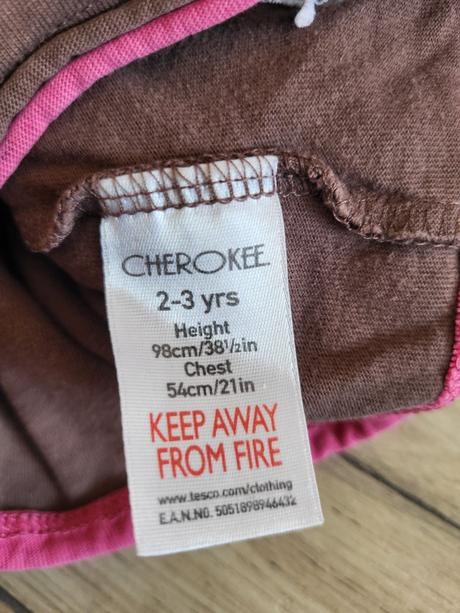 CHEROKEE
2-3 yrs
Height
98cm/38½in
Chest
54cm/21in
KEEP AWAY
FROM FIRE
www.tesco.com/clothing
E.A.N.NO. 5051898946432